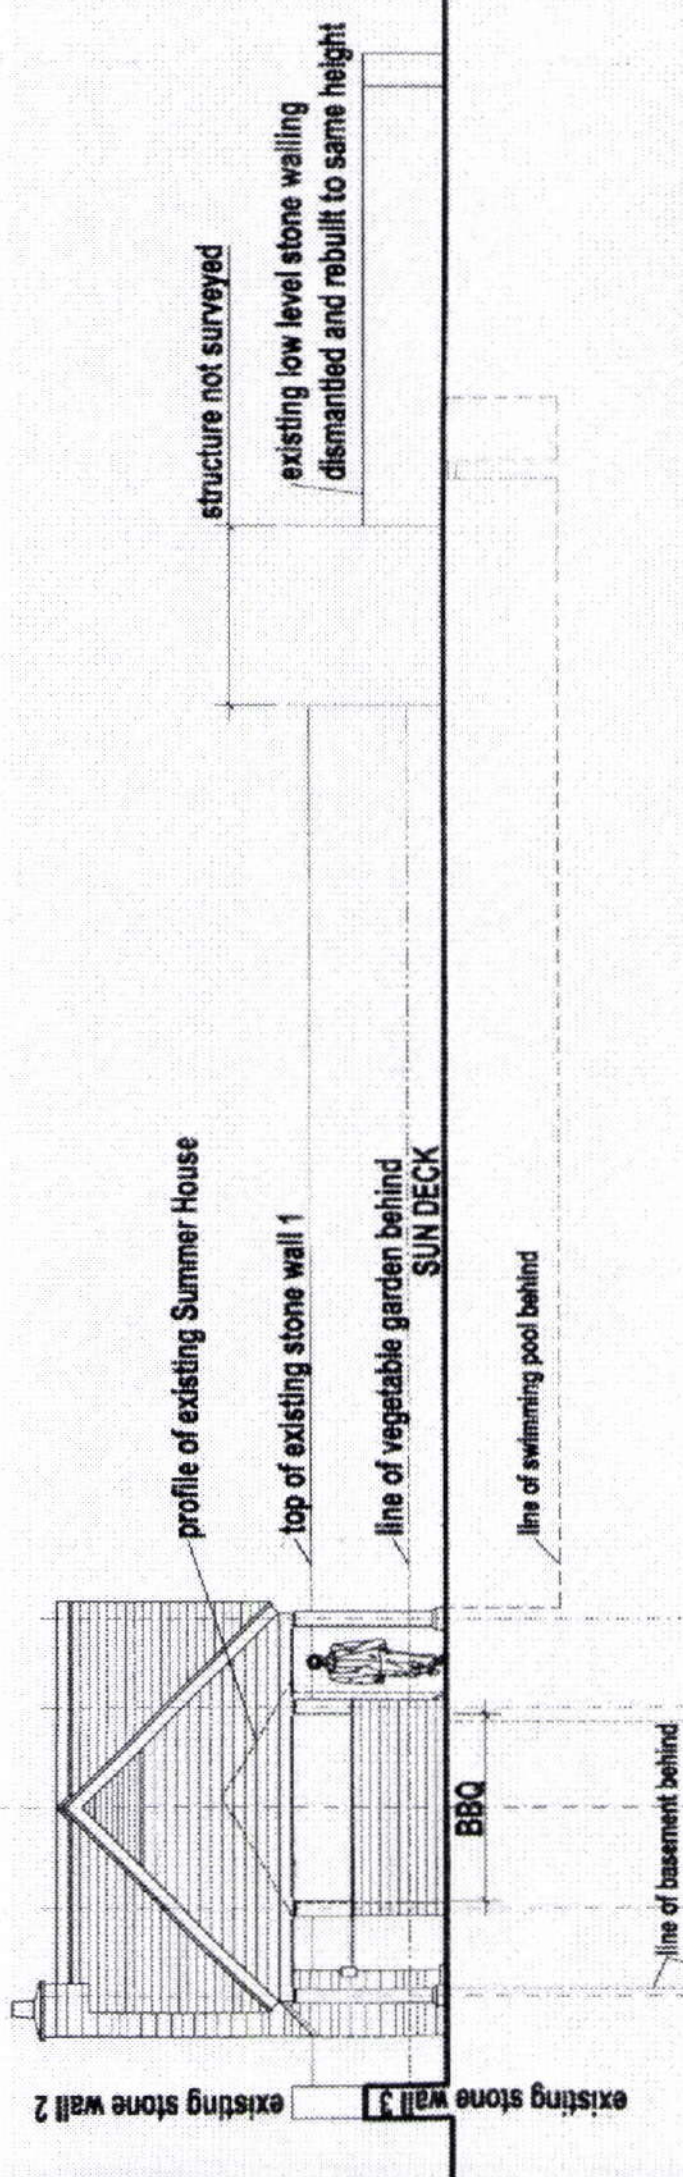 existing stone wall 2
existing stone wall 3
profile of existing Summer House
top of existing stone wall 1
line of vegetable garden behind
SUN DECK
structure not surveyed
existing low level stone walling
dismantled and rebuilt to same height
BBQ
line of swimming pool behind
line of basement behind